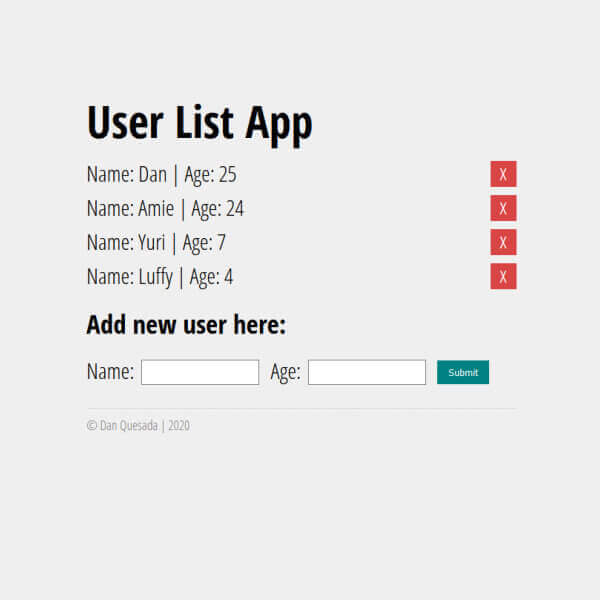 User List App
Name: Dan | Age: 25 X
Name: Amie | Age: 24 X
Name: Yuri | Age: 7 X
Name: Luffy | Age: 4 X
Add new user here:
Name: Age: Submit
© Dan Quesada | 2020